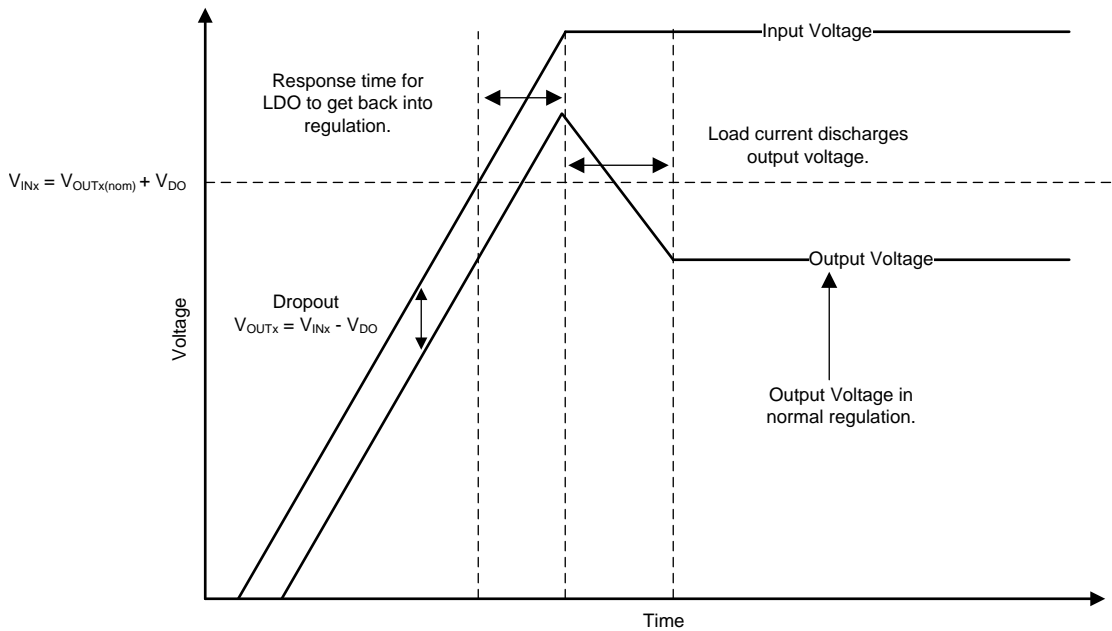 Input Voltage
Response time for
LDO to get back into
regulation.
Load current discharges
output voltage.
V_INx = V_OUTx(nom) + V_DO
Output Voltage
Dropout
V_OUTx = V_INx - V_DO
Voltage
Output Voltage in
normal regulation.
Time